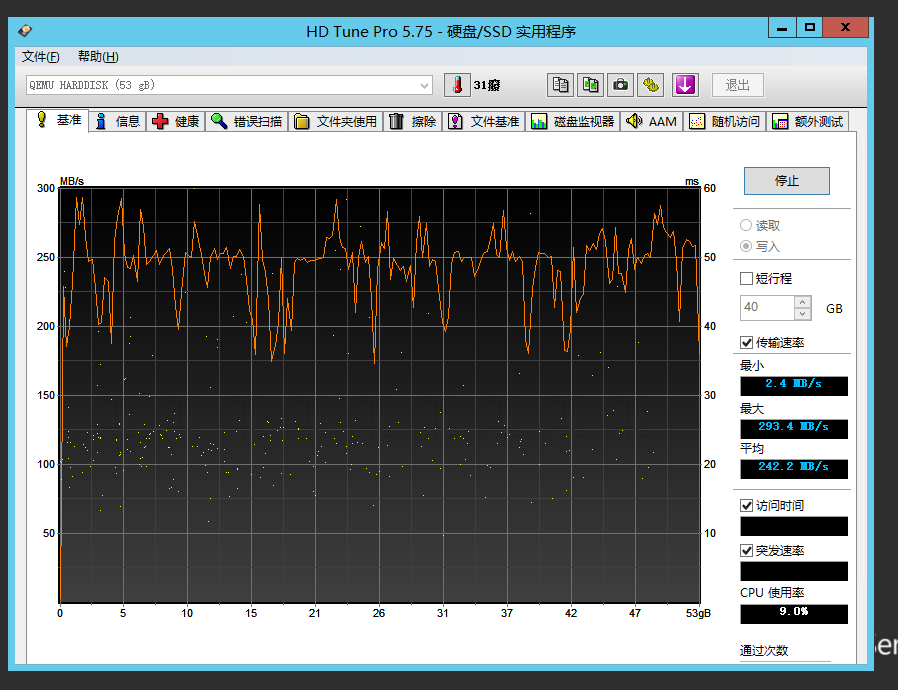 HD Tune Pro 5.75 - 硬盘/SSD 实用程序
文件(F) 帮助(H)
QEMU HARDDISK (53 gB)
31癈
退出
基准 信息 健康 错误扫描 文件夹使用 擦除 文件基准 磁盘监视器 AAM 随机访问 额外测试
MB/s
ms
300
250
200
150
100
50
60
50
40
30
20
10
0 5 10 15 21 26 31 37 42 47 53gB
停止
读取
写入
短行程
40 GB
传输速率
最小
2.4 MB/s
最大
293.4 MB/s
平均
242.2 MB/s
访问时间
突发速率
CPU 使用率
9.0%
通过次数